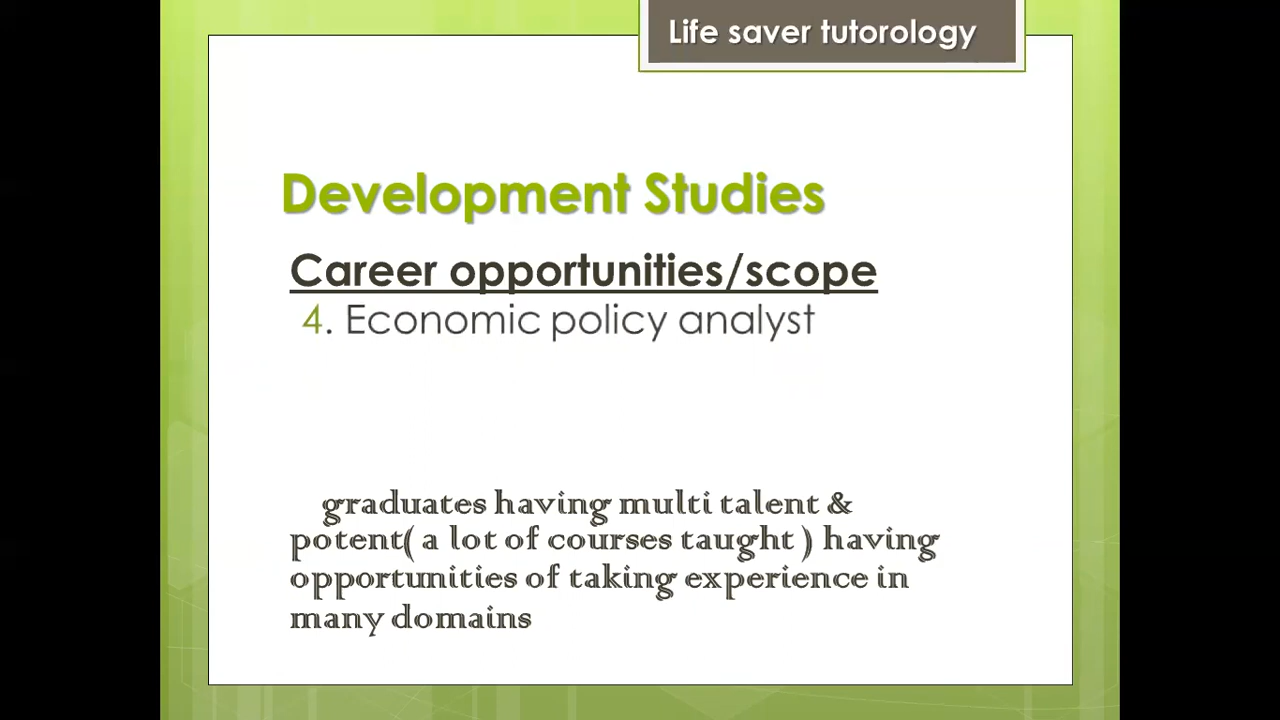 Life saver tutorology
Development Studies
Career opportunities/scope
4. Economic policy analyst
graduates having multi talent &
potent( a lot of courses taught ) having
opportunities of taking experience in
many domains